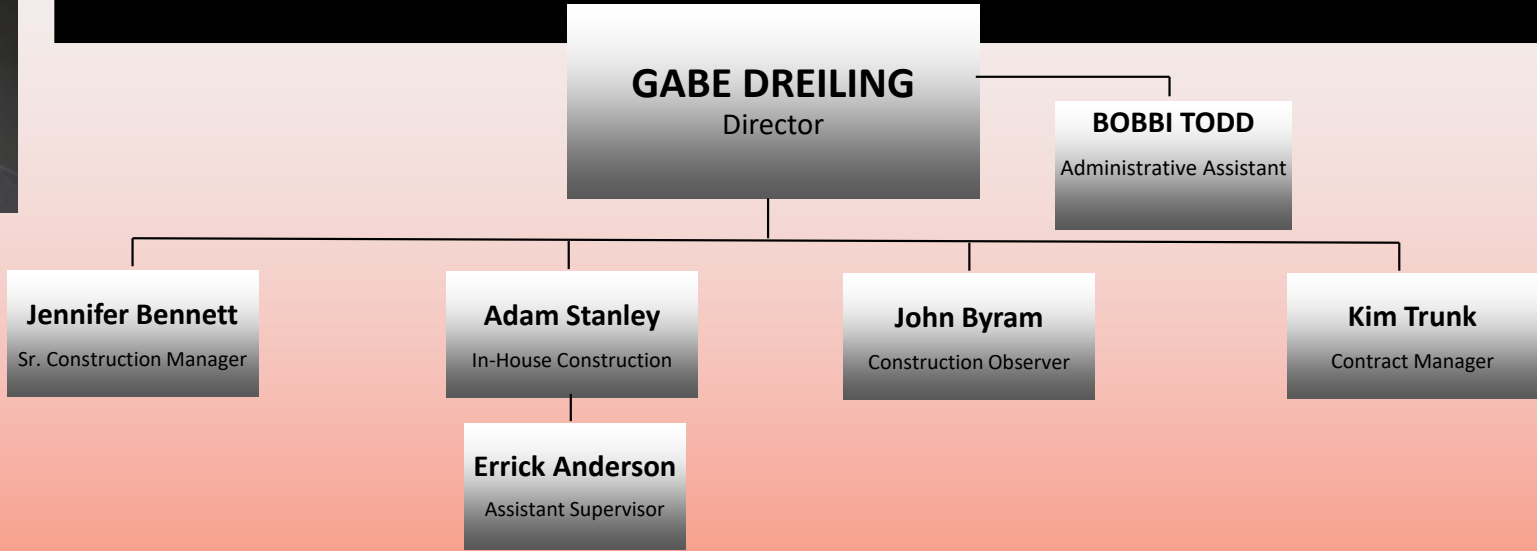 GABE DREILING
Director
BOBBI TODD
Administrative Assistant
Jennifer Bennett
Sr. Construction Manager
Adam Stanley
In-House Construction
John Byram
Construction Observer
Kim Trunk
Contract Manager
Errick Anderson
Assistant Supervisor